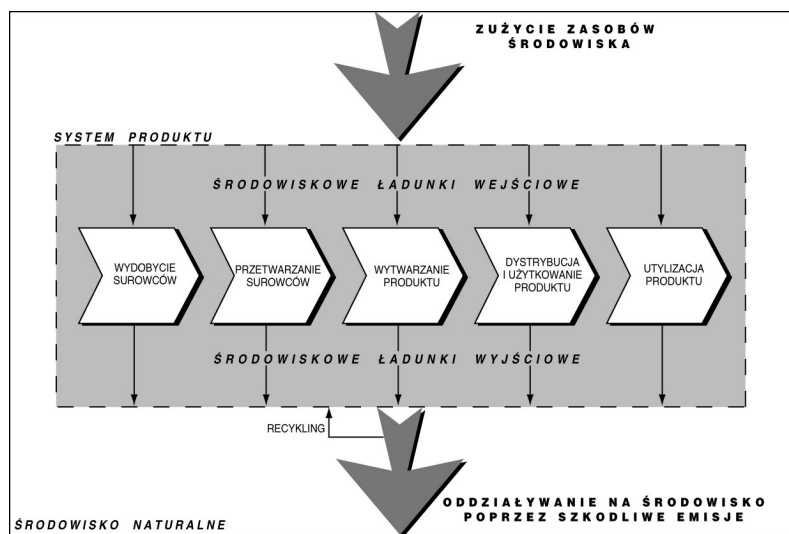 ZUŻYCIE ZASOBÓW
ŚRODOWISKA
SYSTEM PRODUKTU
ŚRODOWISKOWE ŁADUNKI WEJŚCIOWE
WYDOBYCIE
SUROWCÓW
PRZETWARZANIE
SUROWCÓW
WYTWARZANIE
PRODUKTU
DYSTRYBUCJA
I UŻYTKOWANIE
PRODUKTU
UTYLIZACJA
PRODUKTU
ŚRODOWISKOWE ŁADUNKI WYJŚCIOWE
RECYKLING
ODDZIAŁYWANIE NA ŚRODOWISKO
POPRZEZ SZKODLIWE EMISJE
ŚRODOWISKO NATURALNE